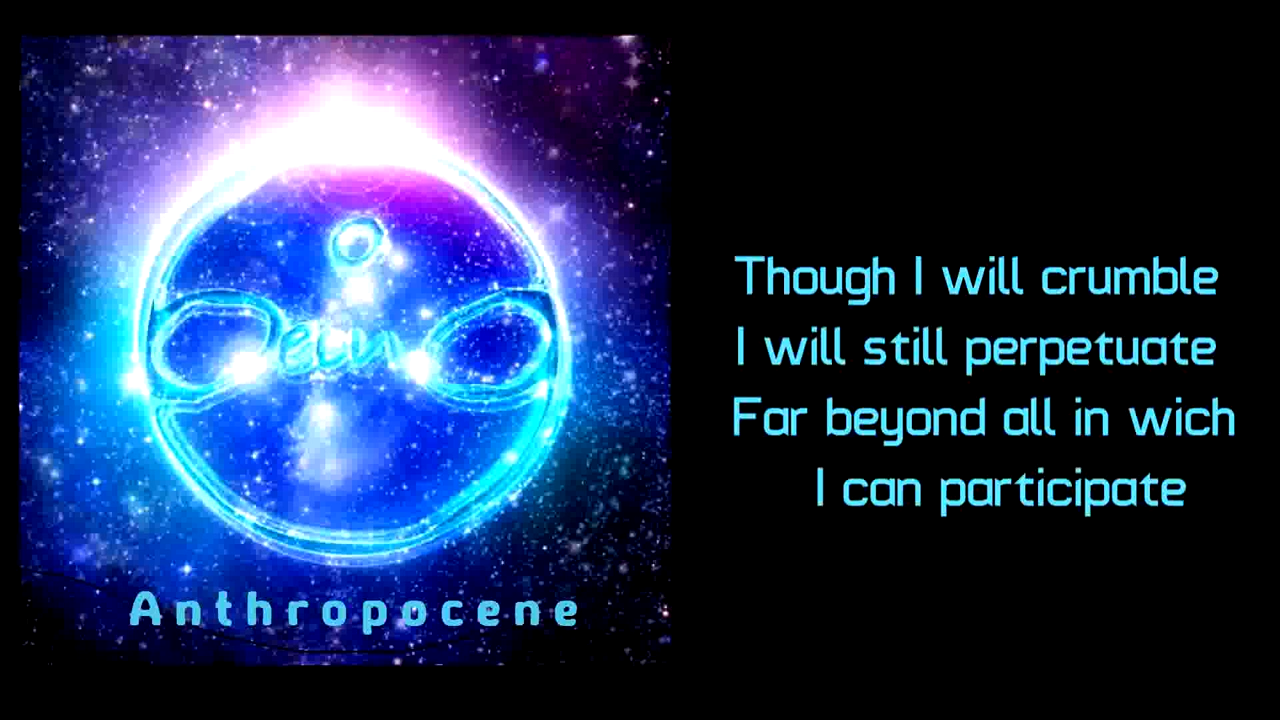 Anthropocene
Though I will crumble
I will still perpetuate
Far beyond all in wich
I can participate